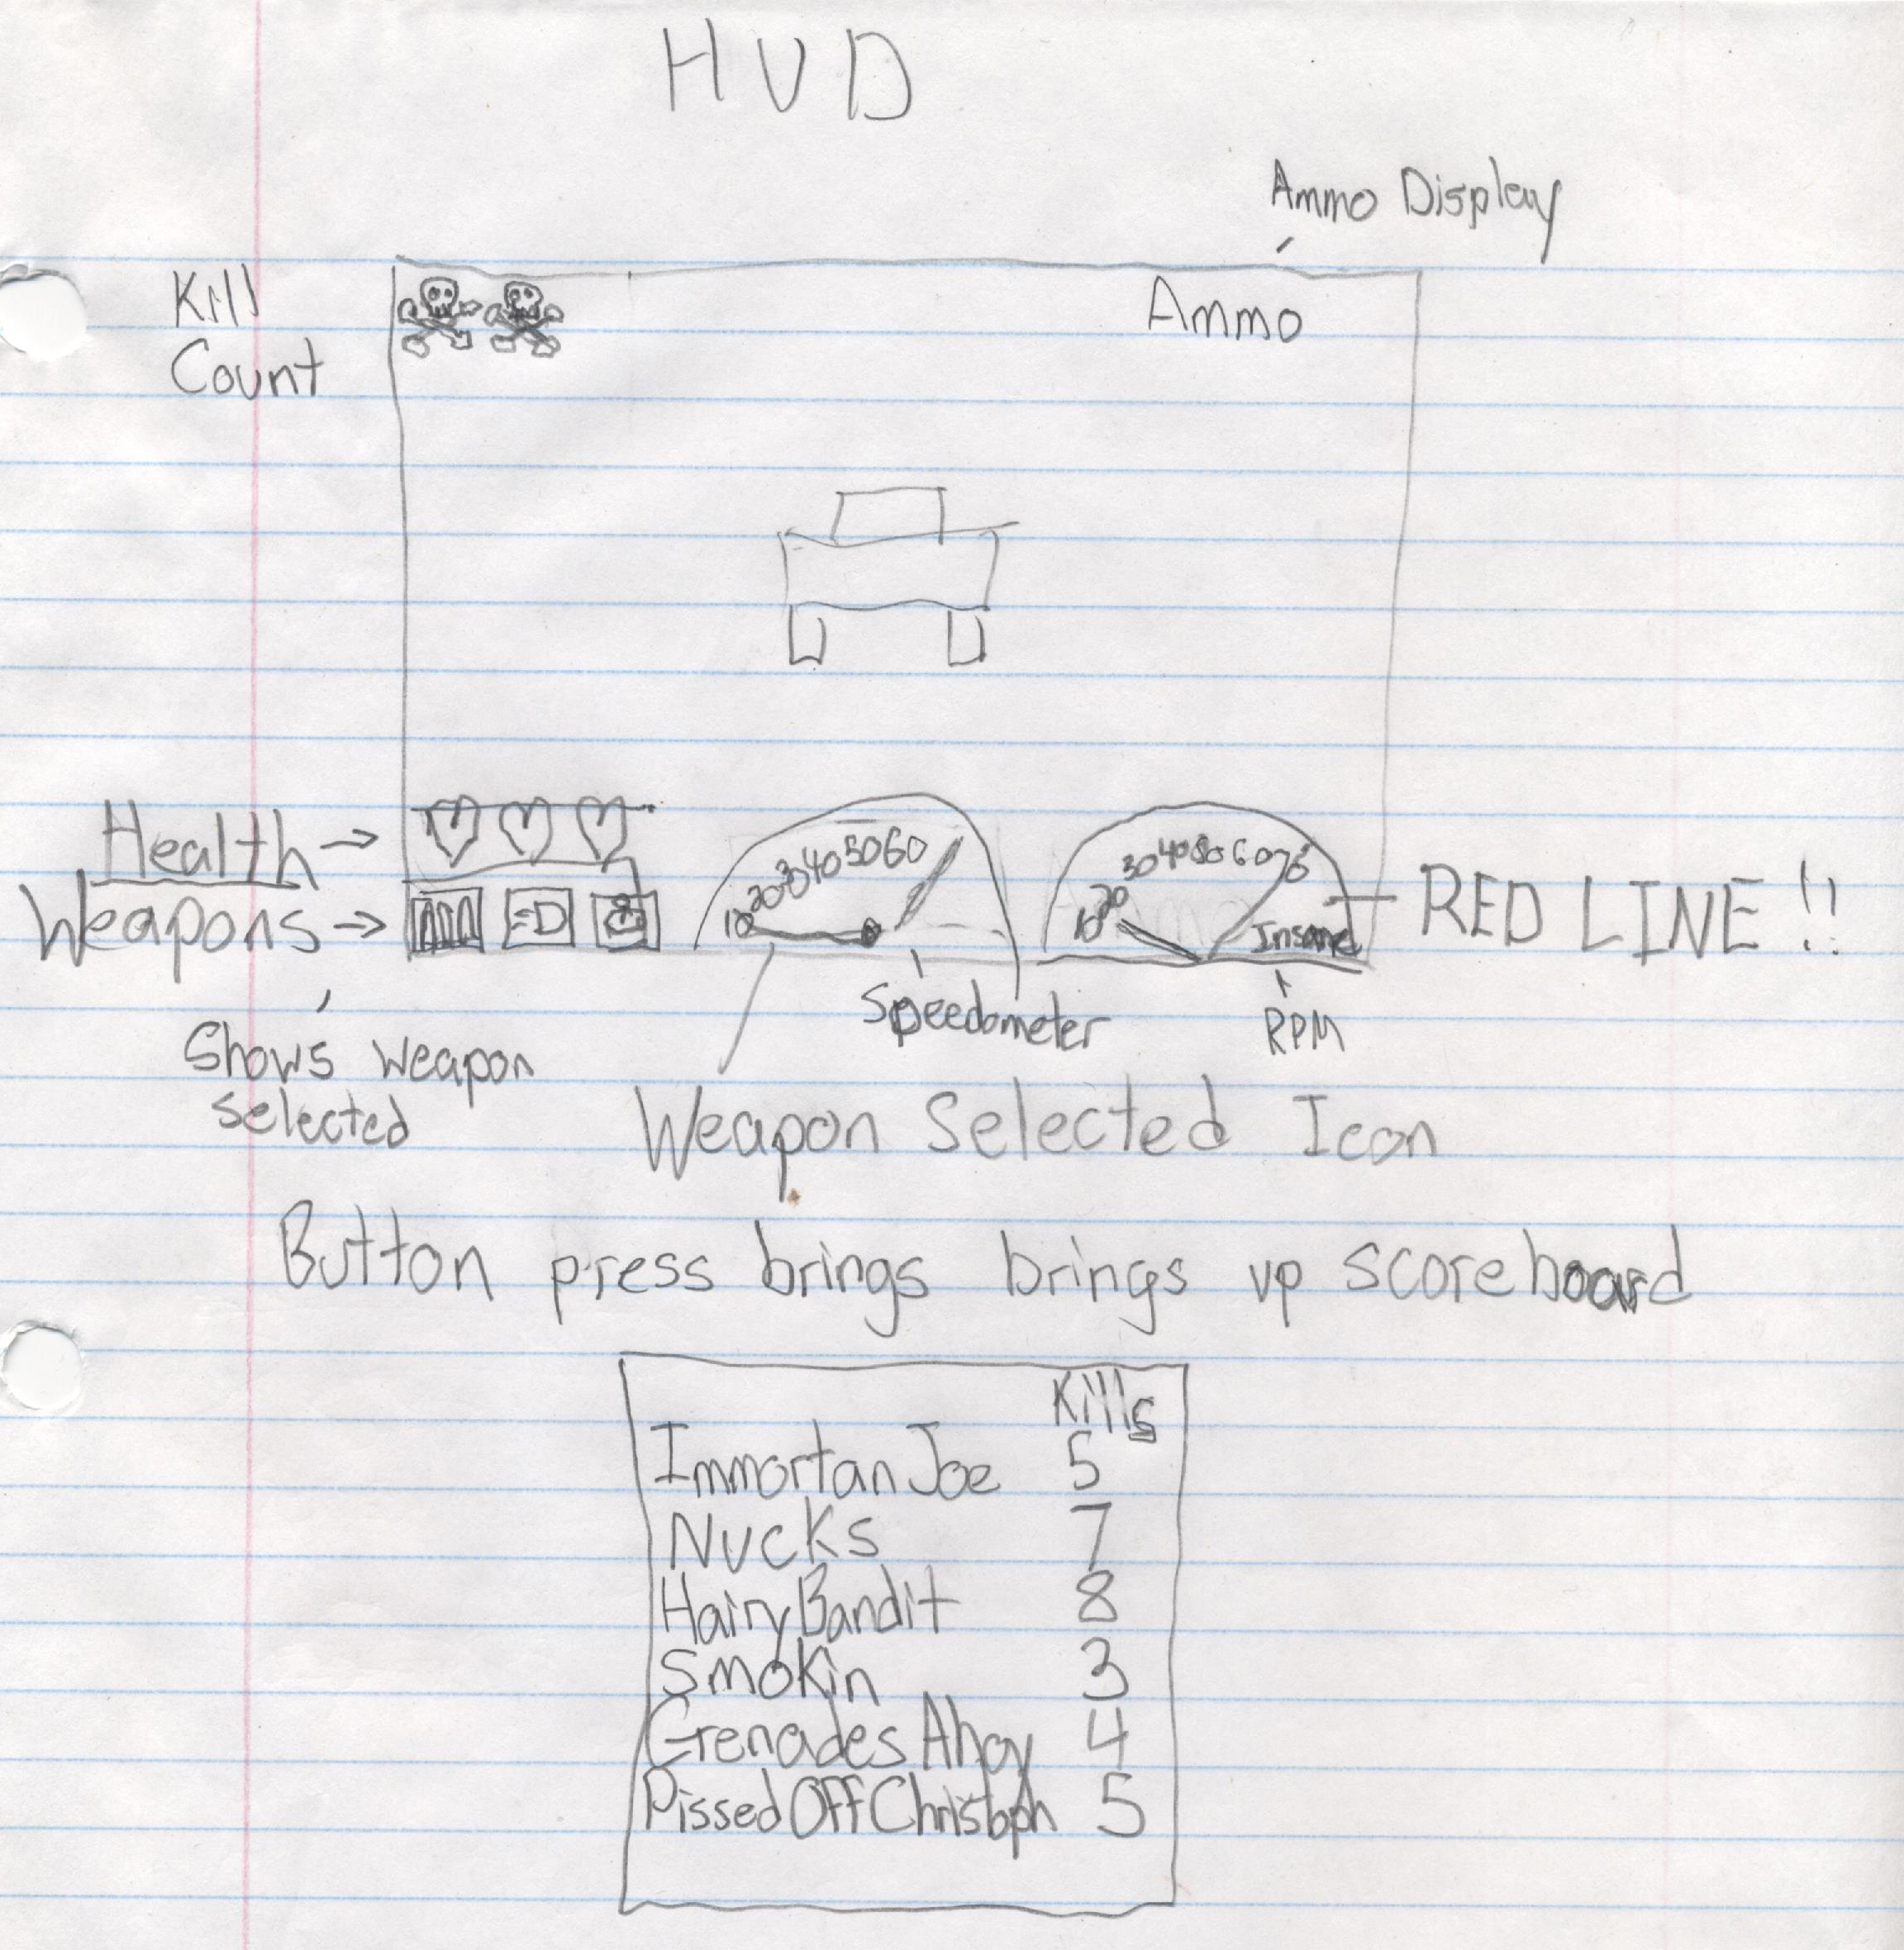 HUD
Ammo Display
Kill
Count
Ammo
Health
Weapons
10 20 30 40 50 60
10 20 30 40 50 60 70
Insane
RED LINE !!
Speedometer
RPM
Shows weapon
selected
Weapon Selected Icon
Button press brings brings up scoreboard
Kills
Immortan Joe 5
Nucks 7
Hairy Bandit 8
Smokin 3
Grenades Ahoy 4
Pissed Off Christoph 5